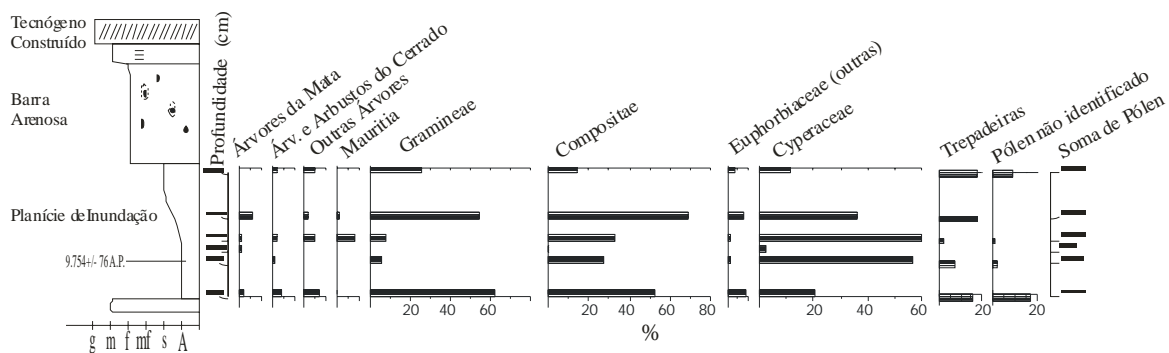 Tecnógeno
Construído
Barra
Arenosa
Planície de Inundação
9.754+/- 76 A.P.
g m f mf s A
Profundidade (cm)
Árvores da Mata
Árv. e Arbustos do Cerrado
Outras Árvores
Mauritia
Gramineae
Compositae
Euphorbiaceae (outras)
Cyperaceae
Trepadeiras
Pólen não identificado
Soma de Pólen
20 40 60
20 40 60 80
20 40 60
20
20
%